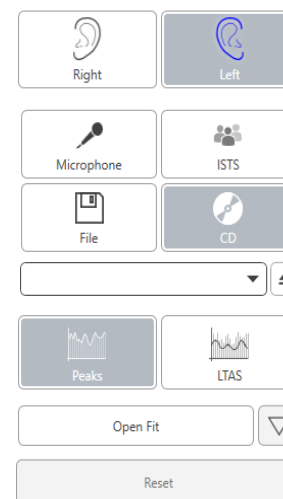 Right
Left
Microphone
ISTS
File
CD
Peaks
LTAS
Open Fit
Reset